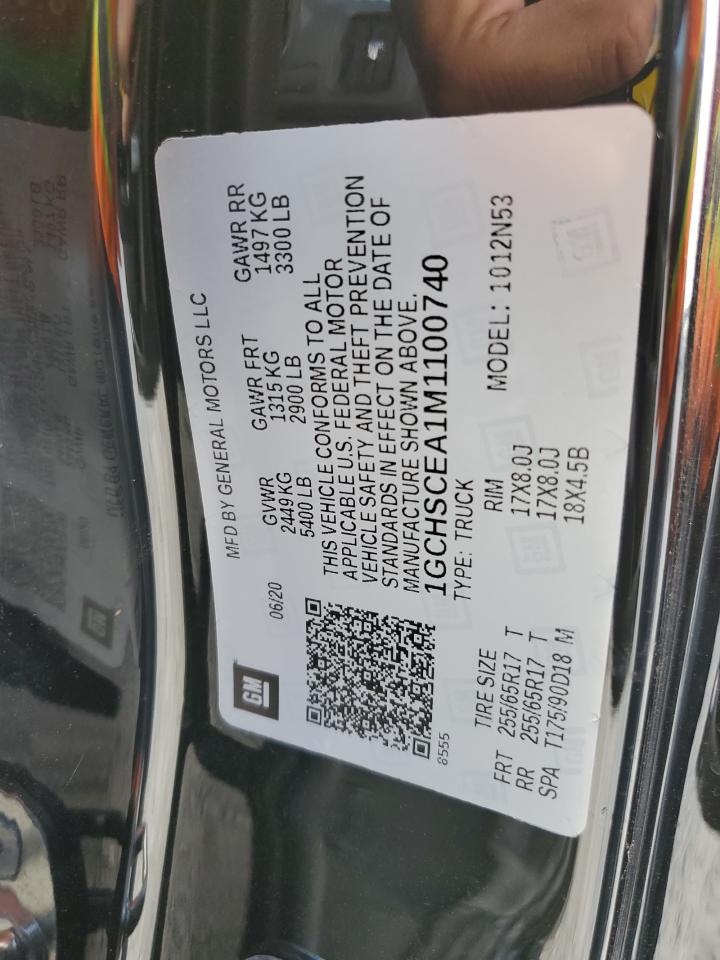 GM
MFD BY GENERAL MOTORS LLC
06/20
GVWR GAWR FRT GAWR RR
2449 KG 1315 KG 1497 KG
5400 LB 2900 LB 3300 LB
THIS VEHICLE CONFORMS TO ALL
APPLICABLE U.S. FEDERAL MOTOR
VEHICLE SAFETY AND THEFT PREVENTION
STANDARDS IN EFFECT ON THE DATE OF
MANUFACTURE SHOWN ABOVE.
1GCHSCEA1M1100740
8555
TYPE: TRUCK
MODEL: 1012N53
TIRE SIZE RIM
FRT 255/65R17 T 17X8.0J
RR 255/65R17 T 17X8.0J
SPA T175/90D18 M 18X4.5B